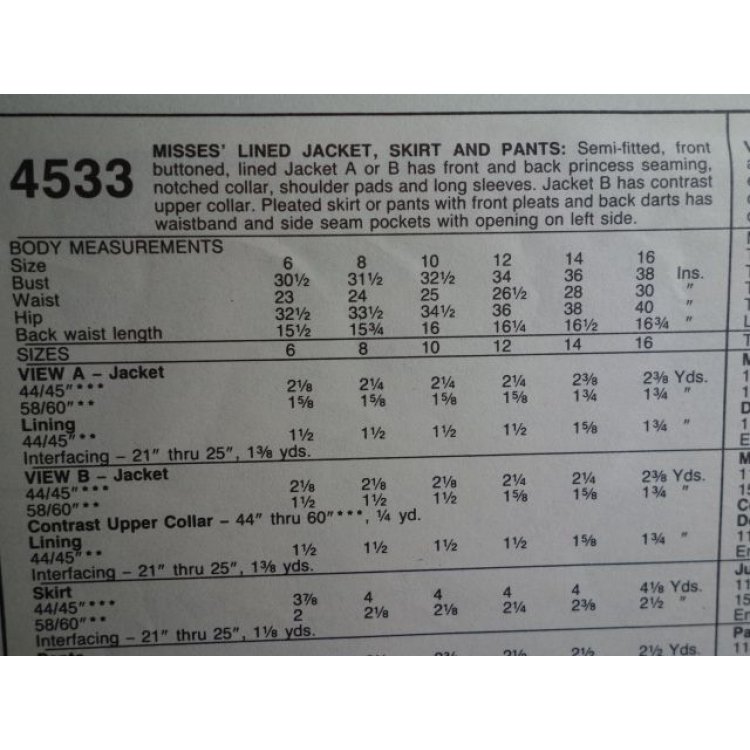 4533
MISSES' LINED JACKET, SKIRT AND PANTS: Semi-fitted, front
buttoned, lined Jacket A or B has front and back princess seaming,
notched collar, shoulder pads and long sleeves. Jacket B has contrast
upper collar. Pleated skirt or pants with front pleats and back darts has
waistband and side seam pockets with opening on left side.
BODY MEASUREMENTS
Size 6 8 10 12 14 16
Bust 30½ 31½ 32½ 34 36 38 Ins.
Waist 23 24 25 26½ 28 30 "
Hip 32½ 33½ 34½ 36 38 40 "
Back waist length 15½ 15¾ 16 16¼ 16½ 16¾ "
SIZES 6 8 10 12 14 16
VIEW A – Jacket
44/45"*** 2⅛ 2¼ 2¼ 2¼ 2⅜ 2⅜ Yds.
58/60"** 1⅝ 1⅝ 1⅝ 1⅝ 1¾ 1¾ "
Lining
44/45"** 1½ 1½ 1½ 1½ 1⅝ 1¾ "
Interfacing – 21" thru 25", 1⅜ yds.
VIEW B – Jacket
44/45"*** 2⅛ 2⅛ 2¼ 2¼ 2¼ 2⅜ Yds.
58/60"** 1½ 1½ 1½ 1⅝ 1⅝ 1¾ "
Contrast Upper Collar – 44" thru 60"***, ¼ yd.
Lining
44/45"** 1½ 1½ 1½ 1½ 1⅝ 1¾ "
Interfacing – 21" thru 25", 1⅜ yds.
Skirt
44/45"*** 3⅞ 4 4 4 4 4⅛ Yds.
58/60"** 2 2⅛ 2⅛ 2¼ 2⅜ 2½ "
Interfacing – 21" thru 25", 1⅛ yds.
2½ 2½ Yds.